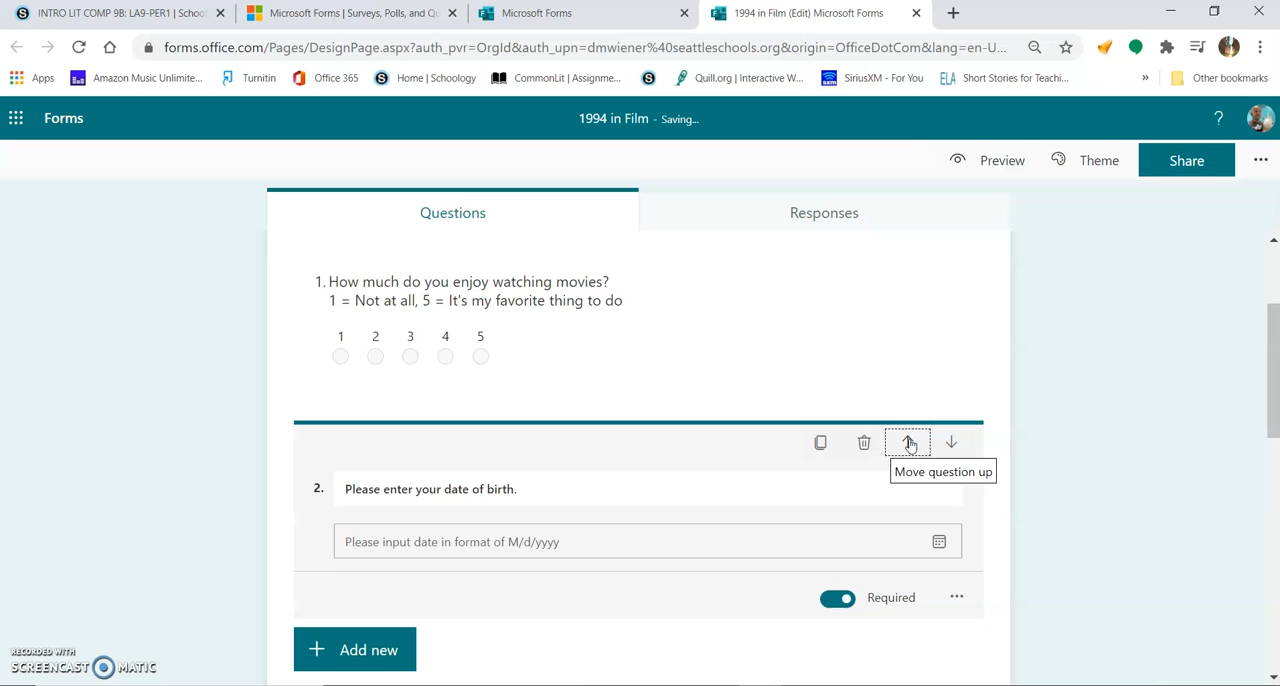 INTRO LIT COMP 9B: LA9-PER1 | Schoo
Microsoft Forms | Surveys, Polls, and Qu
Microsoft Forms
1994 in Film (Edit) Microsoft Forms
forms.office.com/Pages/DesignPage.aspx?auth_pvr=OrgId&auth_upn=dmwiener%40seattleschools.org&origin=OfficeDotCom&lang=en-U...
Apps
Amazon Music Unlimite...
Turnitin
Office 365
Home | Schoology
CommonLit | Assignme...
Quill.org | Interactive W...
SiriusXM - For You
ELA Short Stories for Teachi...
»
Other bookmarks
Forms
1994 in Film - Saving...
?
Preview
Theme
Share
Questions
Responses
1. How much do you enjoy watching movies?
1 = Not at all, 5 = It's my favorite thing to do
1 2 3 4 5
Move question up
2. Please enter your date of birth.
Please input date in format of M/d/yyyy
Required
+ Add new
RECORDED WITH
SCREENCAST MATIC